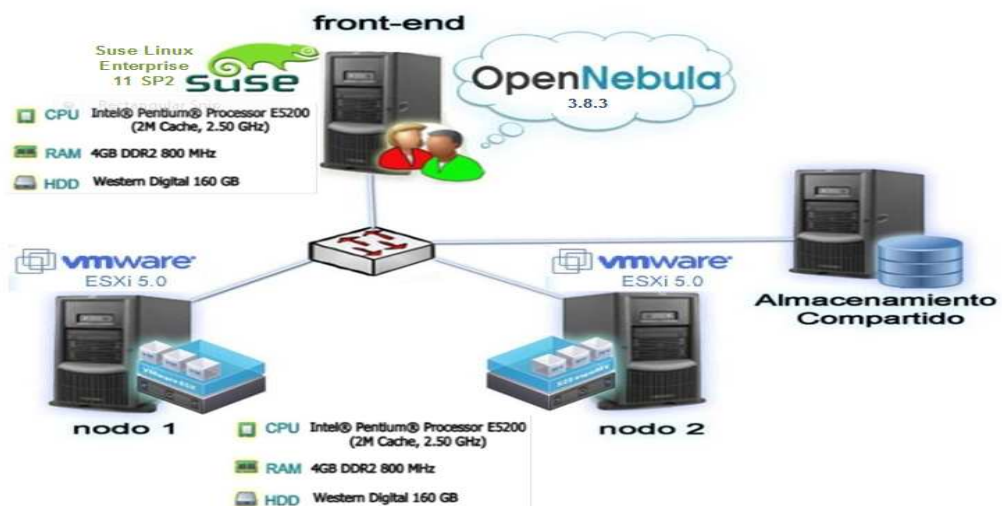 front-end
Suse Linux
Enterprise
11 SP2
suse
OpenNebula
3.8.3
CPU Intel® Pentium® Processor E5200
(2M Cache, 2.50 GHz)
RAM 4GB DDR2 800 MHz
HDD Western Digital 160 GB
vmware®
ESXi 5.0
vmware®
ESXi 5.0
Almacenamiento
Compartido
VMware ESX
nodo 1
nodo 2
CPU Intel® Pentium® Processor E5200
(2M Cache, 2.50 GHz)
RAM 4GB DDR2 800 MHz
HDD Western Digital 160 GB